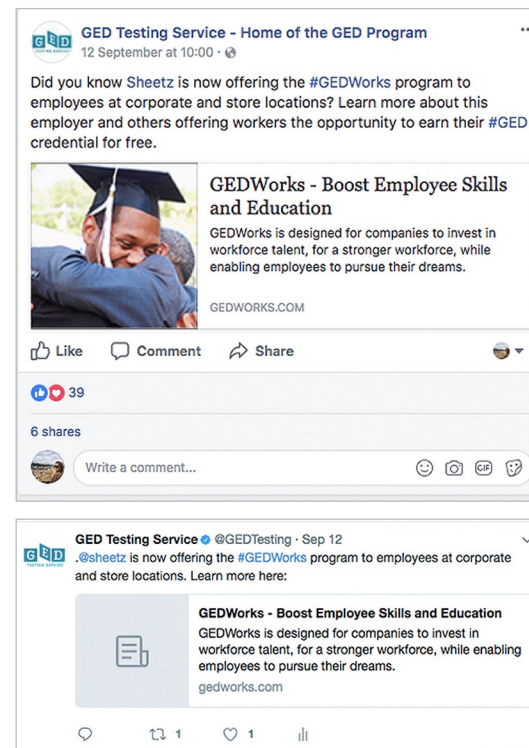 GED
TESTING SERVICE
GED Testing Service - Home of the GED Program
12 September at 10:00 ·
Did you know Sheetz is now offering the #GEDWorks program to
employees at corporate and store locations? Learn more about this
employer and others offering workers the opportunity to earn their #GED
credential for free.
GEDWorks - Boost Employee Skills
and Education
GEDWorks is designed for companies to invest in
workforce talent, for a stronger workforce, while
enabling employees to pursue their dreams.
GEDWORKS.COM
Like Comment Share
39
6 shares
Write a comment...
GIF
GED
TESTING SERVICE
GED Testing Service @GEDTesting · Sep 12
.@sheetz is now offering the #GEDWorks program to employees at corporate
and store locations. Learn more here:
GEDWorks - Boost Employee Skills and Education
GEDWorks is designed for companies to invest in
workforce talent, for a stronger workforce, while enabling
employees to pursue their dreams.
gedworks.com
1 1